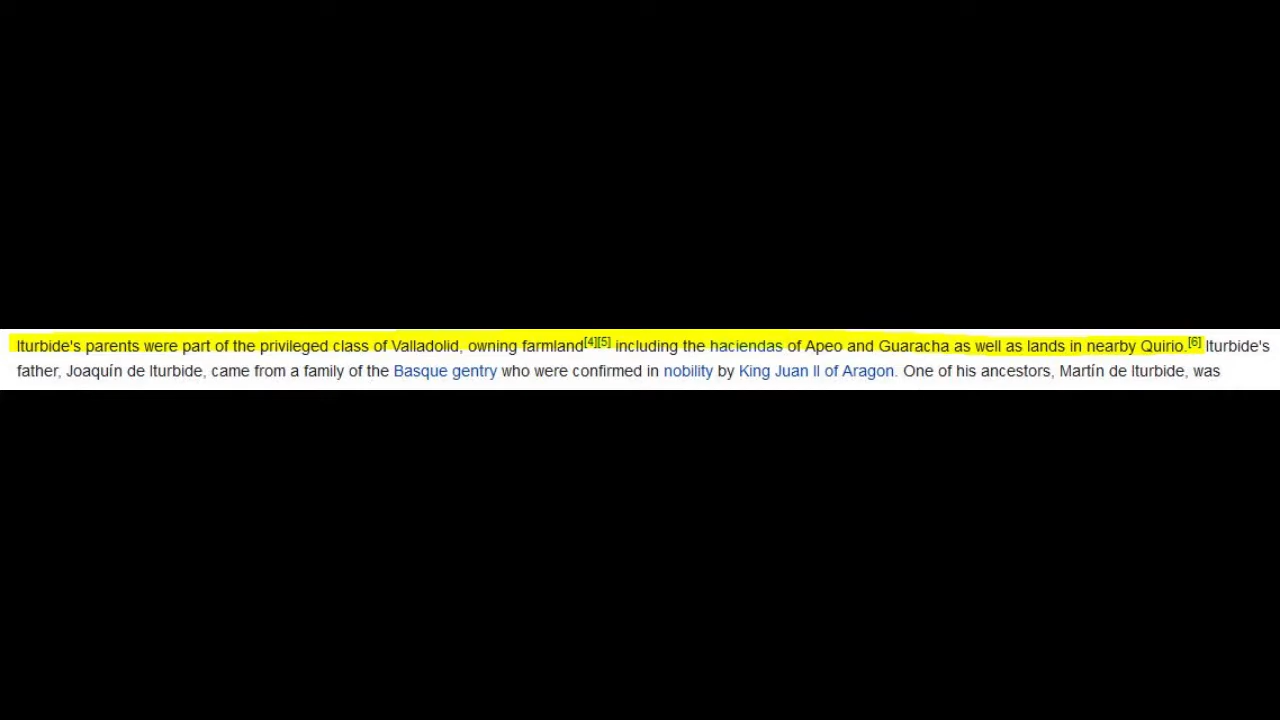 Iturbide's parents were part of the privileged class of Valladolid, owning farmland[4][5] including the haciendas of Apeo and Guaracha as well as lands in nearby Quirio.[6] Iturbide's
father, Joaquín de Iturbide, came from a family of the Basque gentry who were confirmed in nobility by King Juan II of Aragon. One of his ancestors, Martín de Iturbide, was